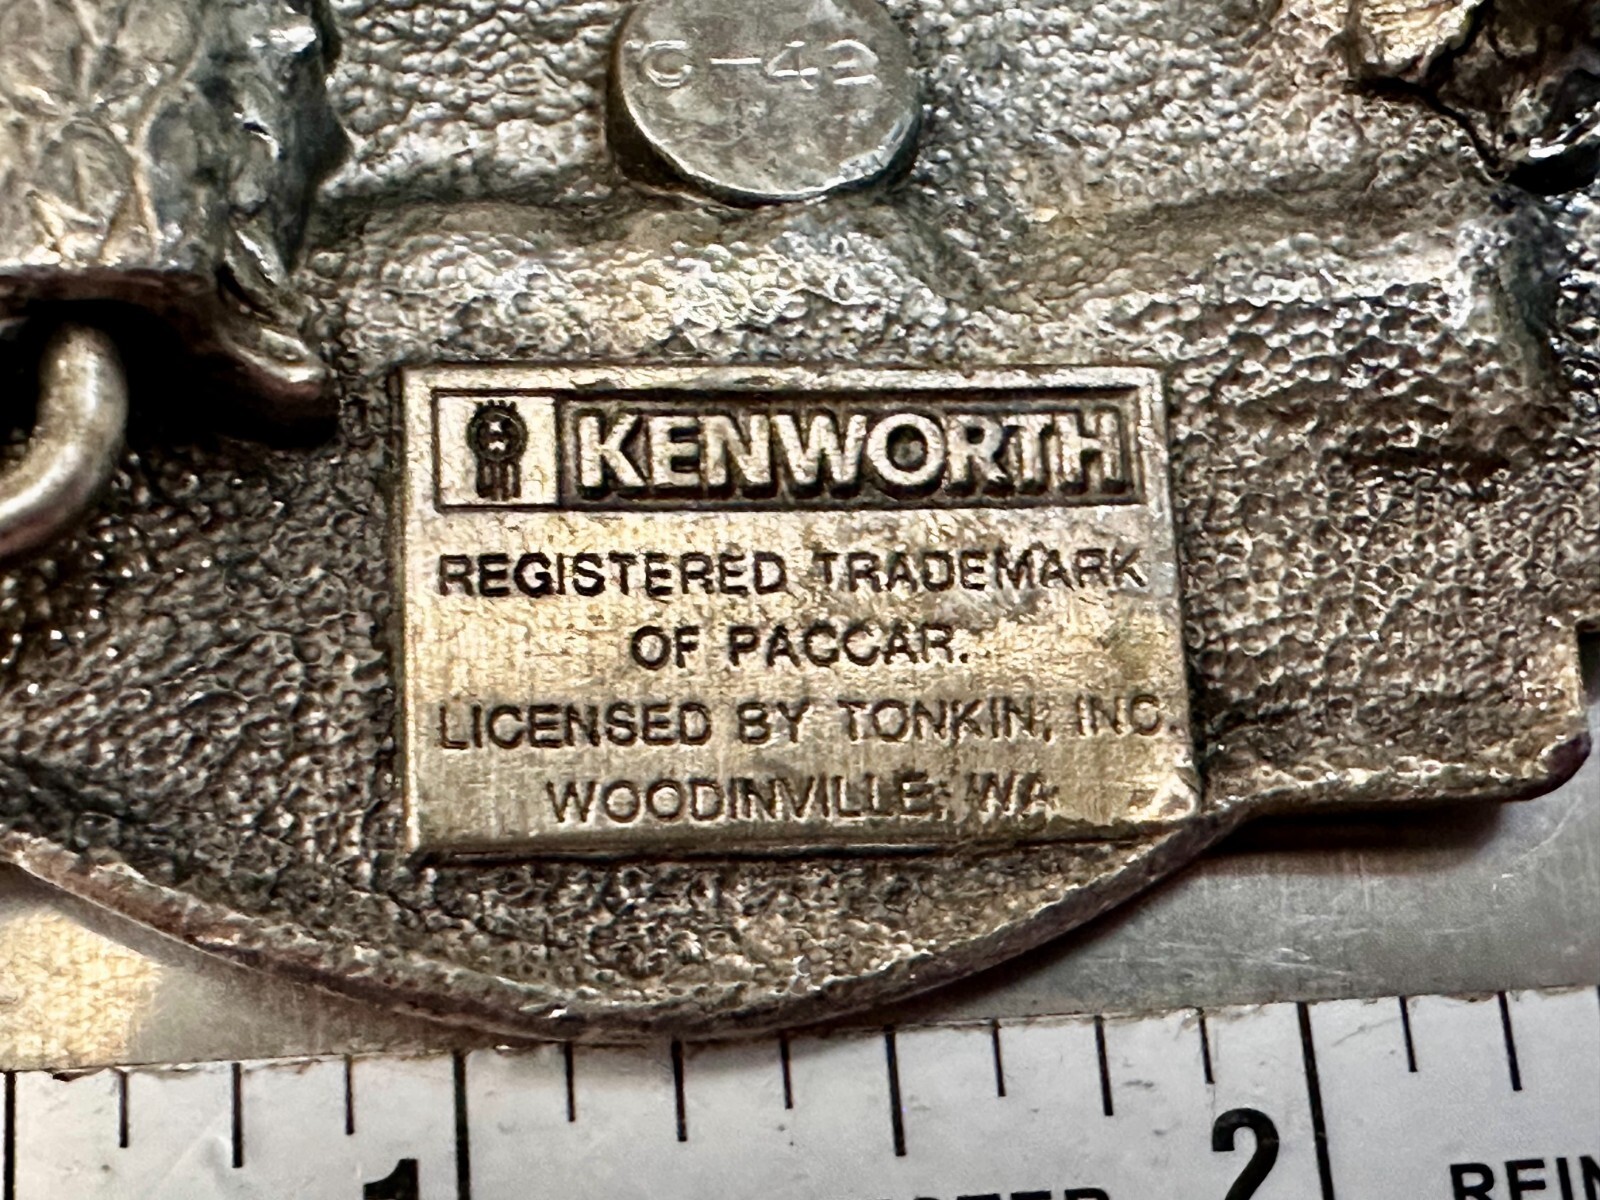 C-42
KENWORTH
REGISTERED TRADEMARK
OF PACCAR.
LICENSED BY TONKIN, INC.
WOODINVILLE, WA
1
2